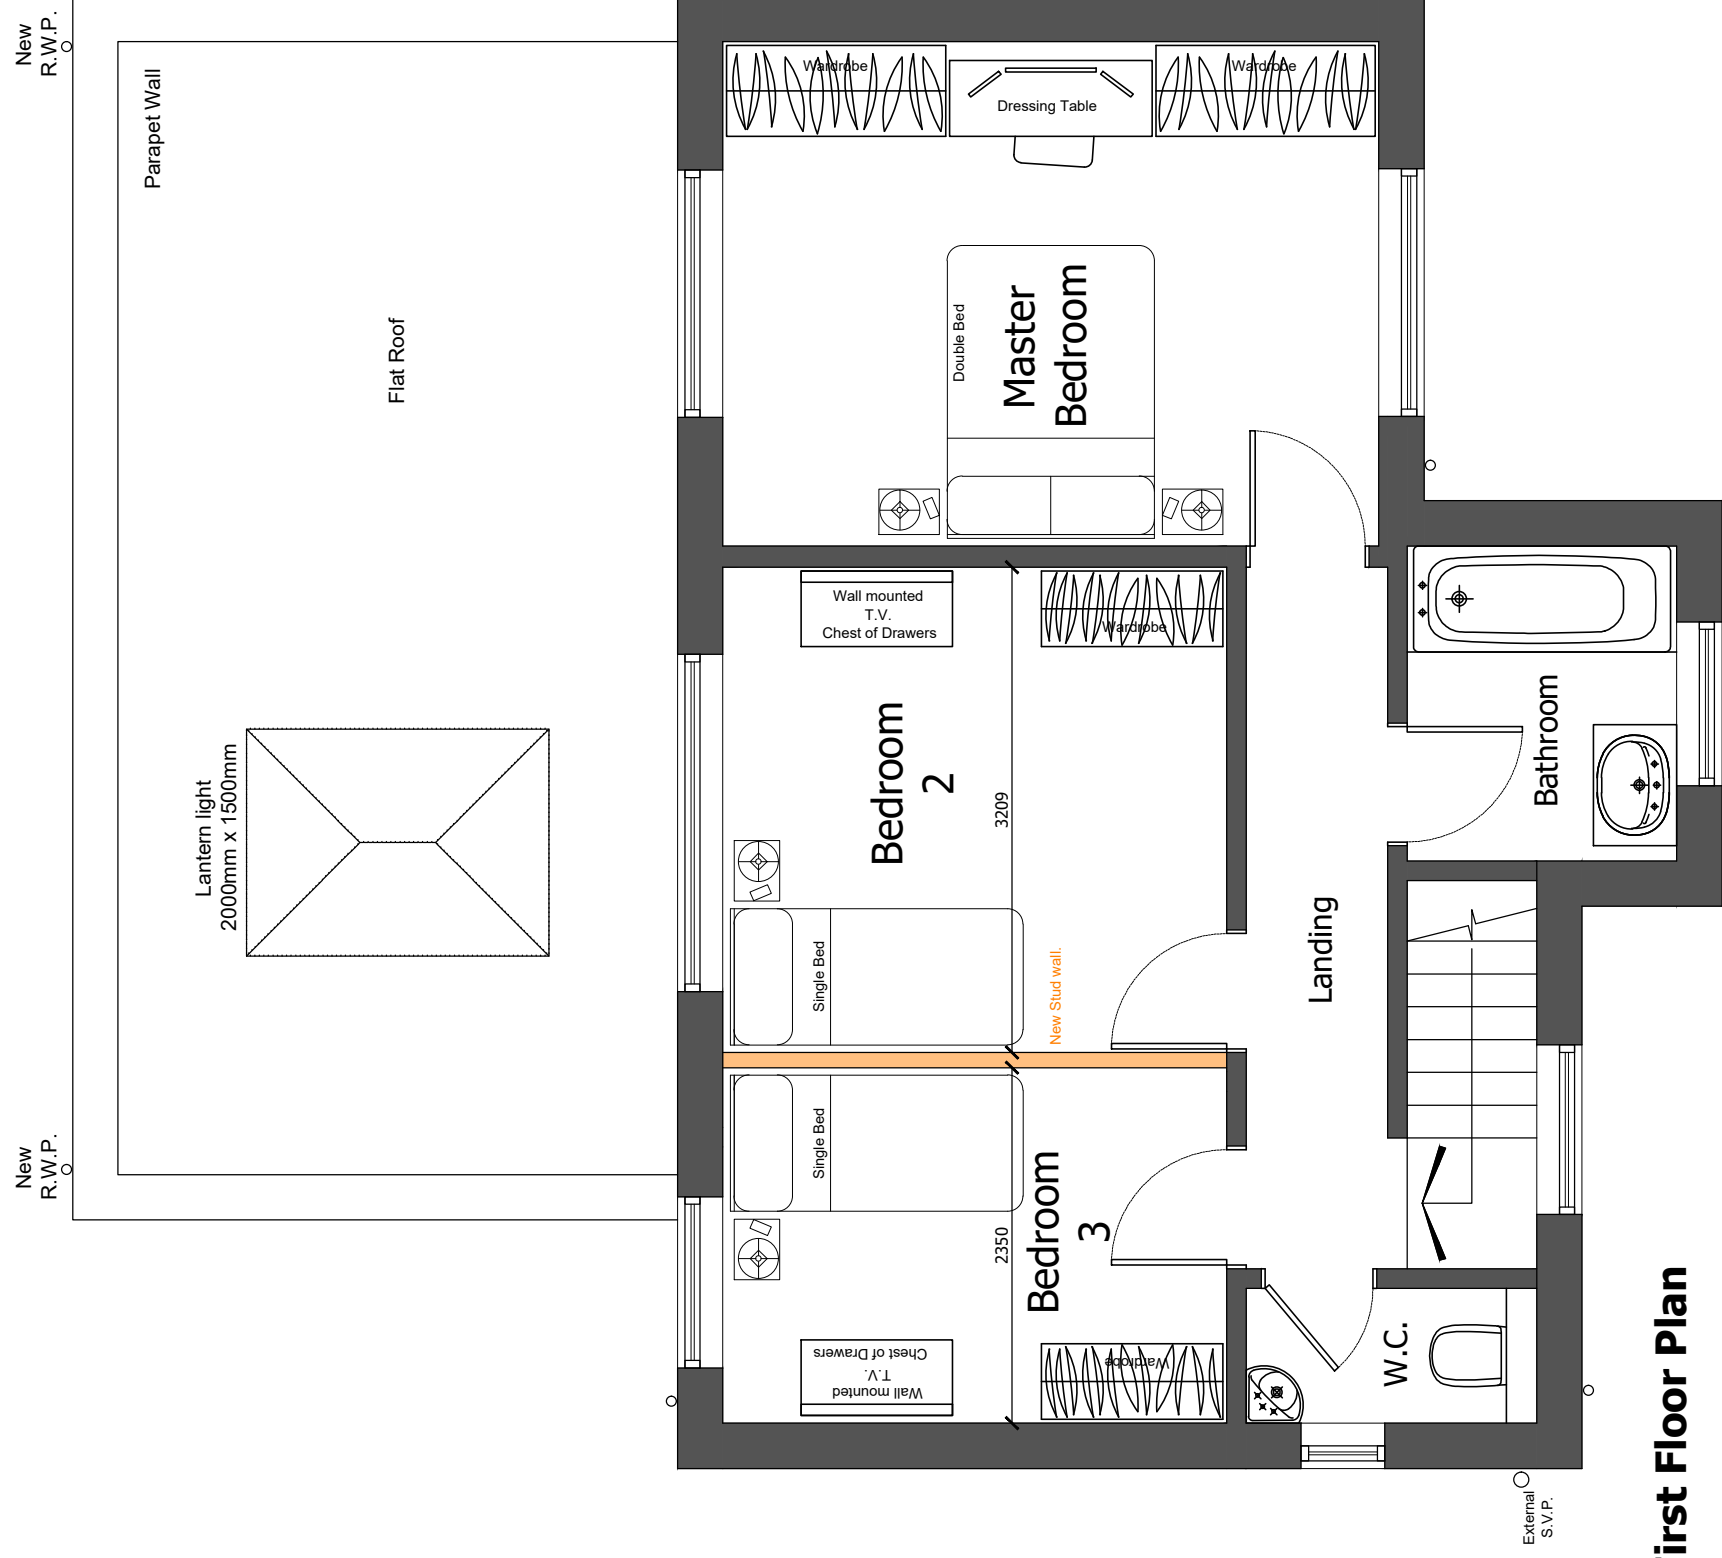 New
R.W.P.
Parapet Wall
Flat Roof
Lantern light
2000mm x 1500mm
New
R.W.P.
Wardrobe
Dressing Table
Wardrobe
Double Bed
Master
Bedroom
Wall mounted
T.V.
Chest of Drawers
Wardrobe
Bedroom
2
3209
Single Bed
New Stud wall.
Single Bed
Bedroom
3
2350
Wall mounted
T.V.
Chest of Drawers
Wardrobe
Landing
Bathroom
W.C.
External
S.V.P.
irst Floor Plan